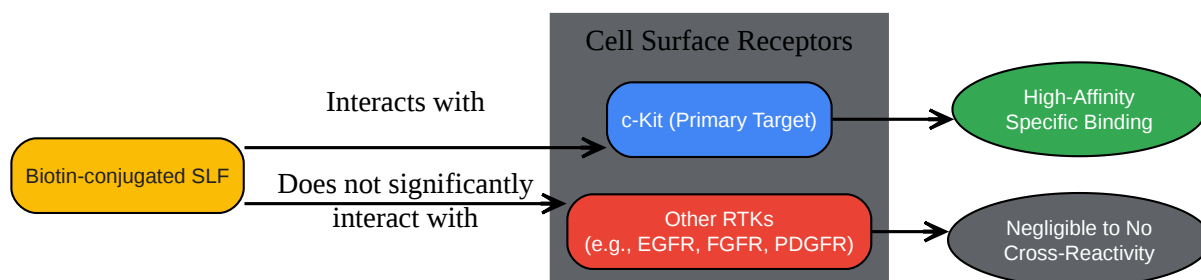 Cell Surface Receptors
Interacts with
c-Kit (Primary Target)
High-Affinity
Specific Binding
Biotin-conjugated SLF
Does not significantly
interact with
Other RTKs
(e.g., EGFR, FGFR, PDGFR)
Negligible to No
Cross-Reactivity